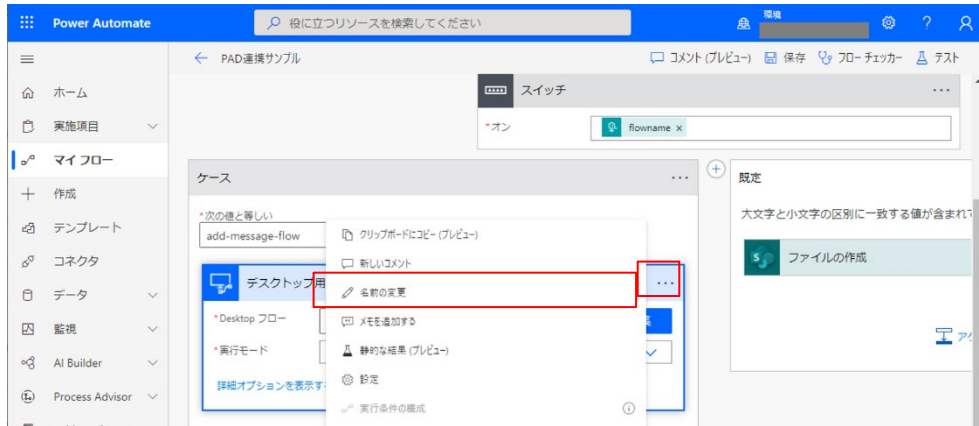 Power Automate
役に立つリソースを検索してください
環境
PAD連携サンプル
コメント (プレビュー)
保存
フロー チェッカー
テスト
ホーム
実施項目
マイ フロー
作成
テンプレート
コネクタ
データ
監視
AI Builder
Process Advisor
スイッチ
*オン
flowname x
ケース
*次の値と等しい
add-message-flow
デスクトップ用
*Desktop フロー
*実行モード
詳細オプションを表示す
クリップボードにコピー (プレビュー)
新しいコメント
名前の変更
メモを追加する
静的な結果 (プレビュー)
設定
実行条件の構成
既定
大文字と小文字の区別に一致する値が含まれて
ファイルの作成